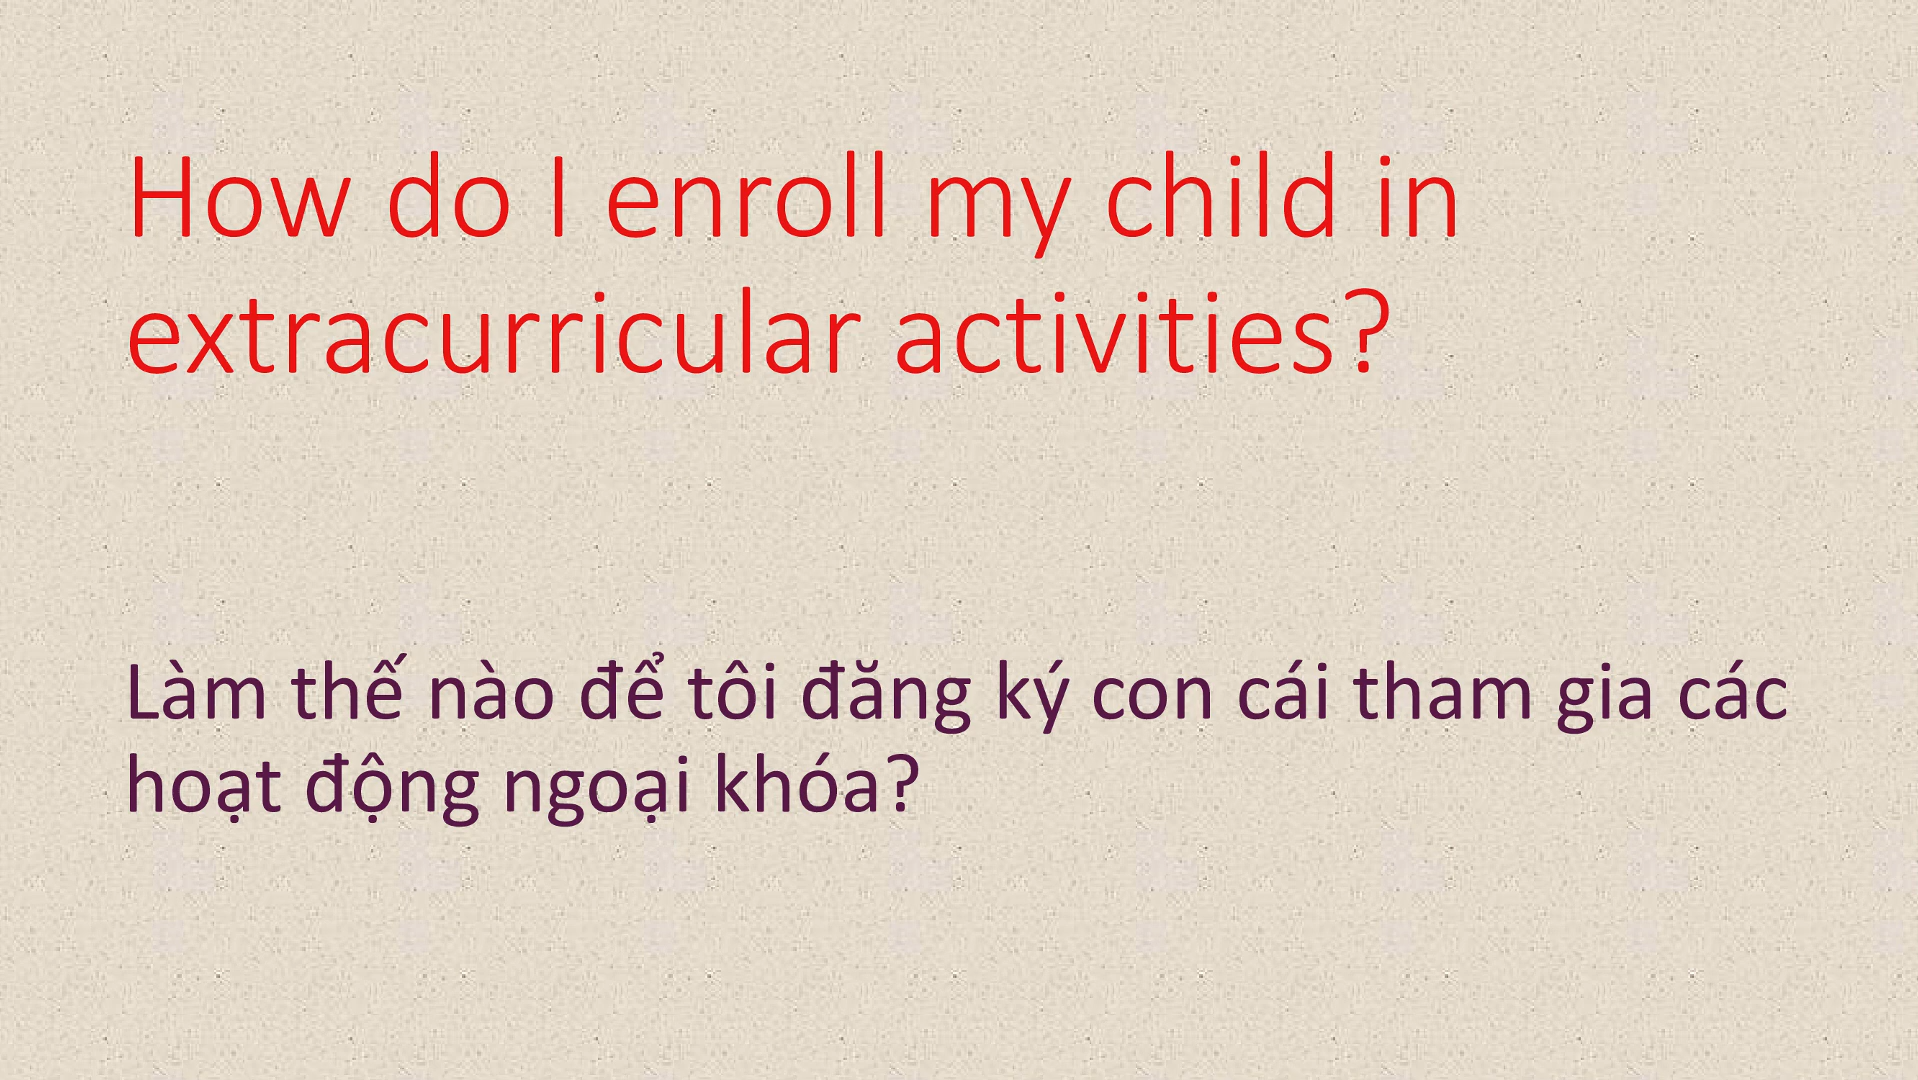 How do I enroll my child in
extracurricular activities?
Làm thế nào để tôi đăng ký con cái tham gia các
hoạt động ngoại khóa?